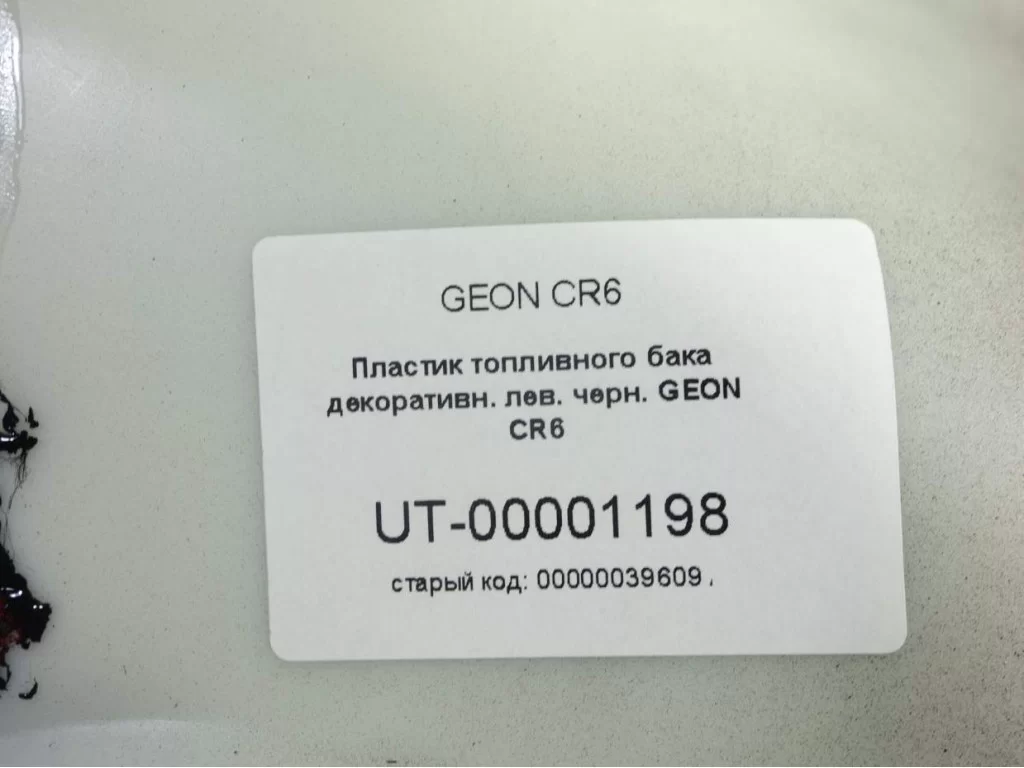 GEON CR6
Пластик топливного бака
декоративн. лев. черн. GEON
CR6
UT-00001198
старый код: 00000039609 ,